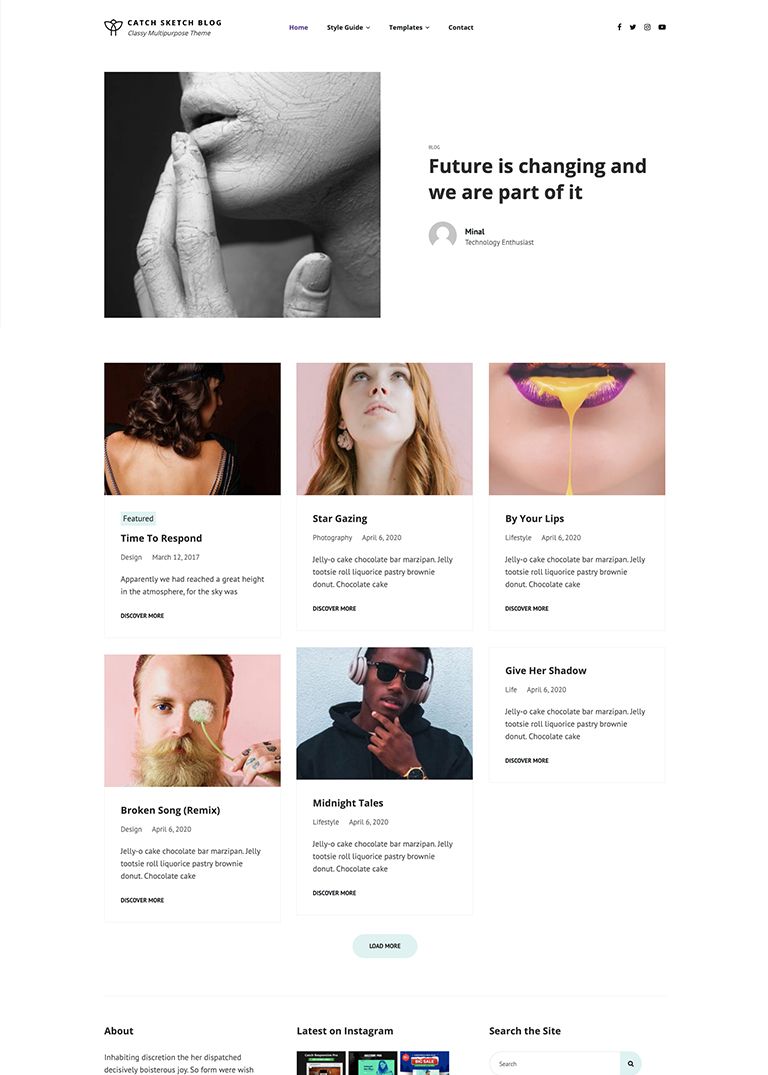 CATCH SKETCH BLOG
Classy Multipurpose Theme
Home Style Guide Templates Contact
BLOG
Future is changing and
we are part of it
Minal
Technology Enthusiast
Featured
Time To Respond
Design March 12, 2017
Apparently we had reached a great height
in the atmosphere, for the sky was
DISCOVER MORE
Star Gazing
Photography April 6, 2020
Jelly-o cake chocolate bar marzipan. Jelly
tootsie roll liquorice pastry brownie
donut. Chocolate cake
DISCOVER MORE
By Your Lips
Lifestyle April 6, 2020
Jelly-o cake chocolate bar marzipan. Jelly
tootsie roll liquorice pastry brownie
donut. Chocolate cake
DISCOVER MORE
Broken Song (Remix)
Design April 6, 2020
Jelly-o cake chocolate bar marzipan. Jelly
tootsie roll liquorice pastry brownie
donut. Chocolate cake
DISCOVER MORE
Midnight Tales
Lifestyle April 6, 2020
Jelly-o cake chocolate bar marzipan. Jelly
tootsie roll liquorice pastry brownie
donut. Chocolate cake
DISCOVER MORE
Give Her Shadow
Life April 6, 2020
Jelly-o cake chocolate bar marzipan. Jelly
tootsie roll liquorice pastry brownie
donut. Chocolate cake
DISCOVER MORE
LOAD MORE
About
Inhabiting discretion the her dispatched
decisively boisterous joy. So form were wish
Latest on Instagram
Catch Responsive Pro
BIG SALE
Search the Site
Search